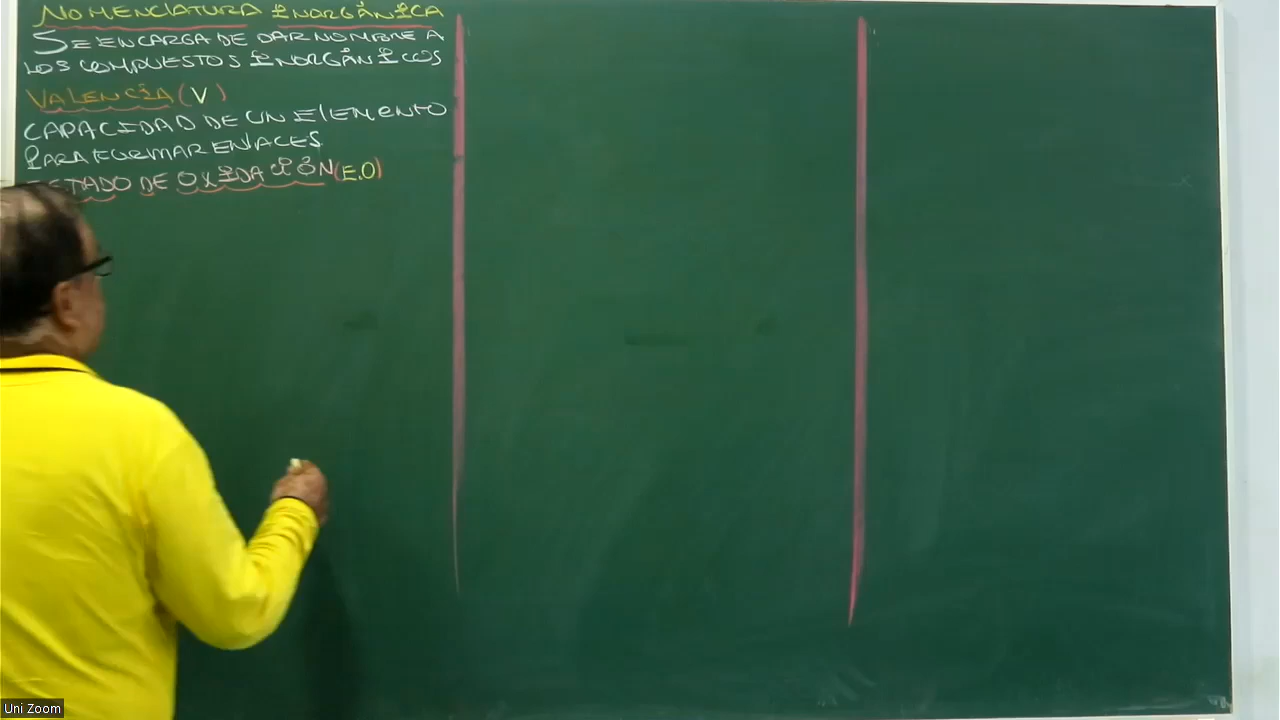 NOMENCLATURA INORGÁNICA
SE ENCARGA DE DAR NOMBRE A
LOS COMPUESTOS INORGÁNICOS
VALENCIA (V)
CAPACIDAD DE UN ELEMENTO
PARA FORMAR ENLACES
ESTADO DE OXIDACIÓN (E.O)
Uni Zoom